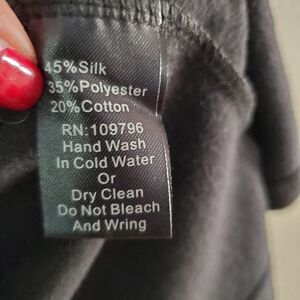 45%Silk
35%Polyester
20%Cotton
RN:109796
Hand Wash
In Cold Water
Or
Dry Clean
Do Not Bleach
And Wring